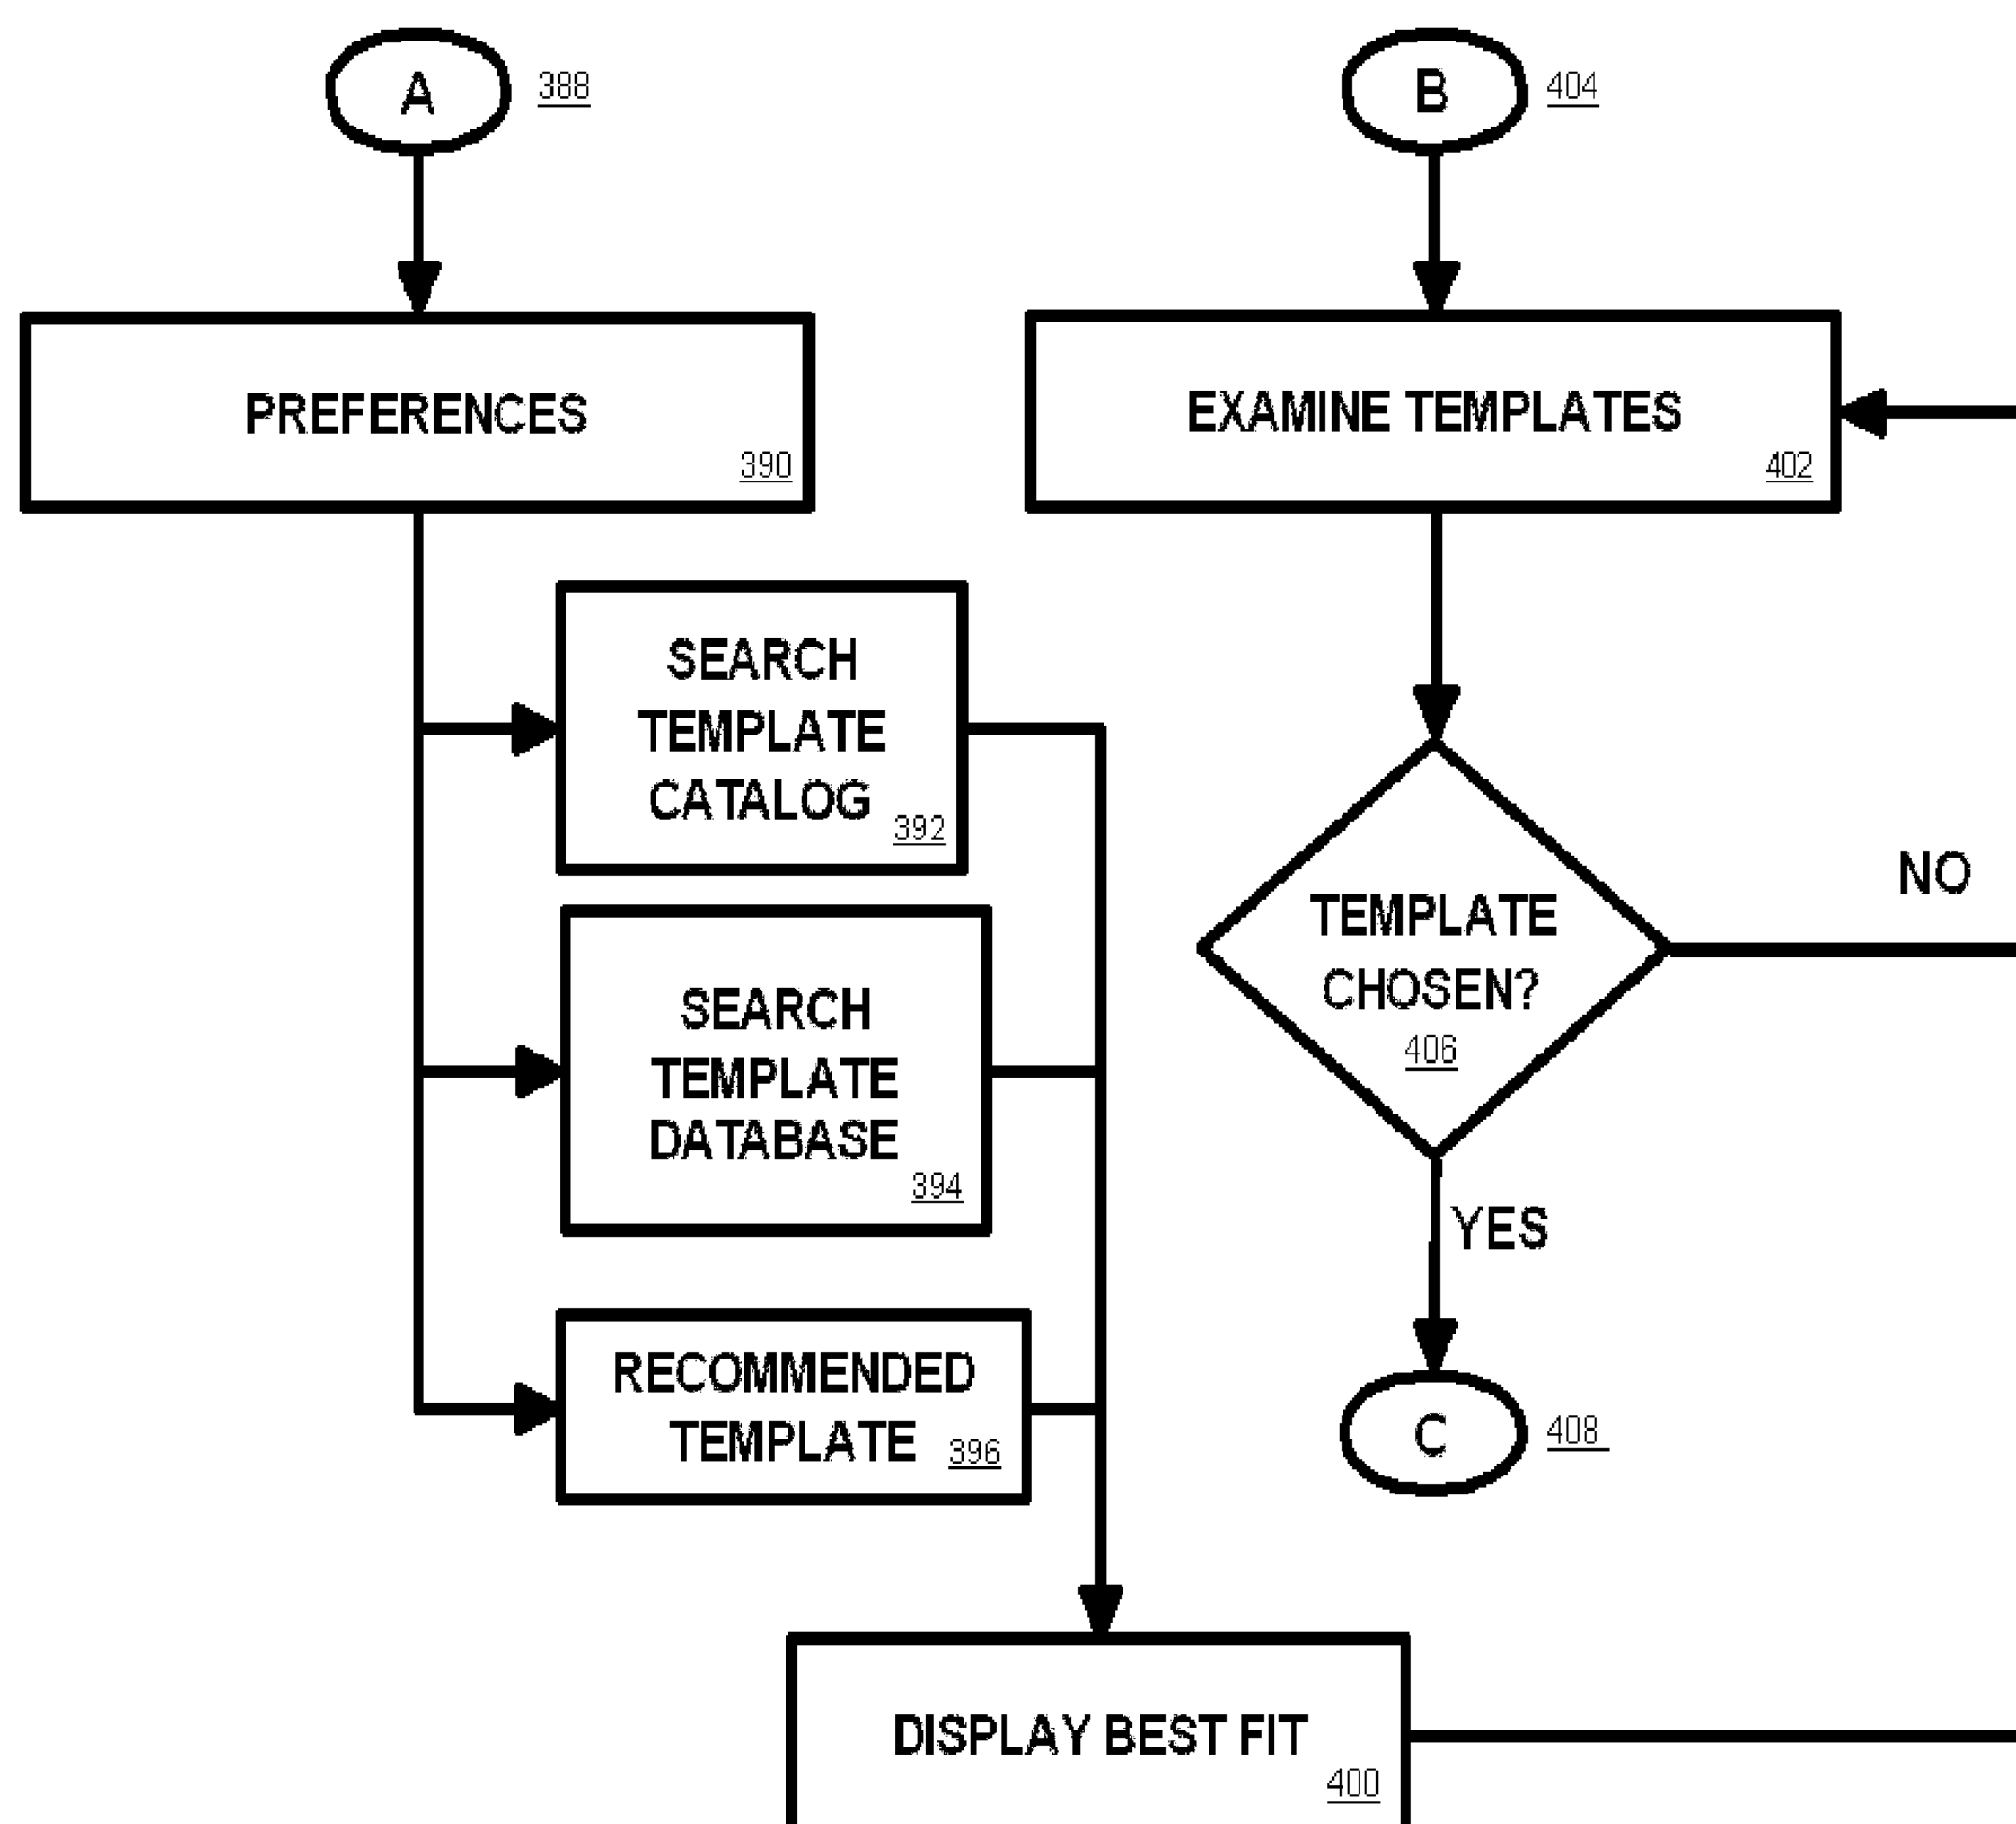 A
388
B
404
PREFERENCES
390
EXAMINE TEMPLATES
402
SEARCH
TEMPLATE
CATALOG
392
SEARCH
TEMPLATE
DATABASE
394
RECOMMENDED
TEMPLATE
396
TEMPLATE
CHOSEN?
406
NO
YES
C
408
DISPLAY BEST FIT
400